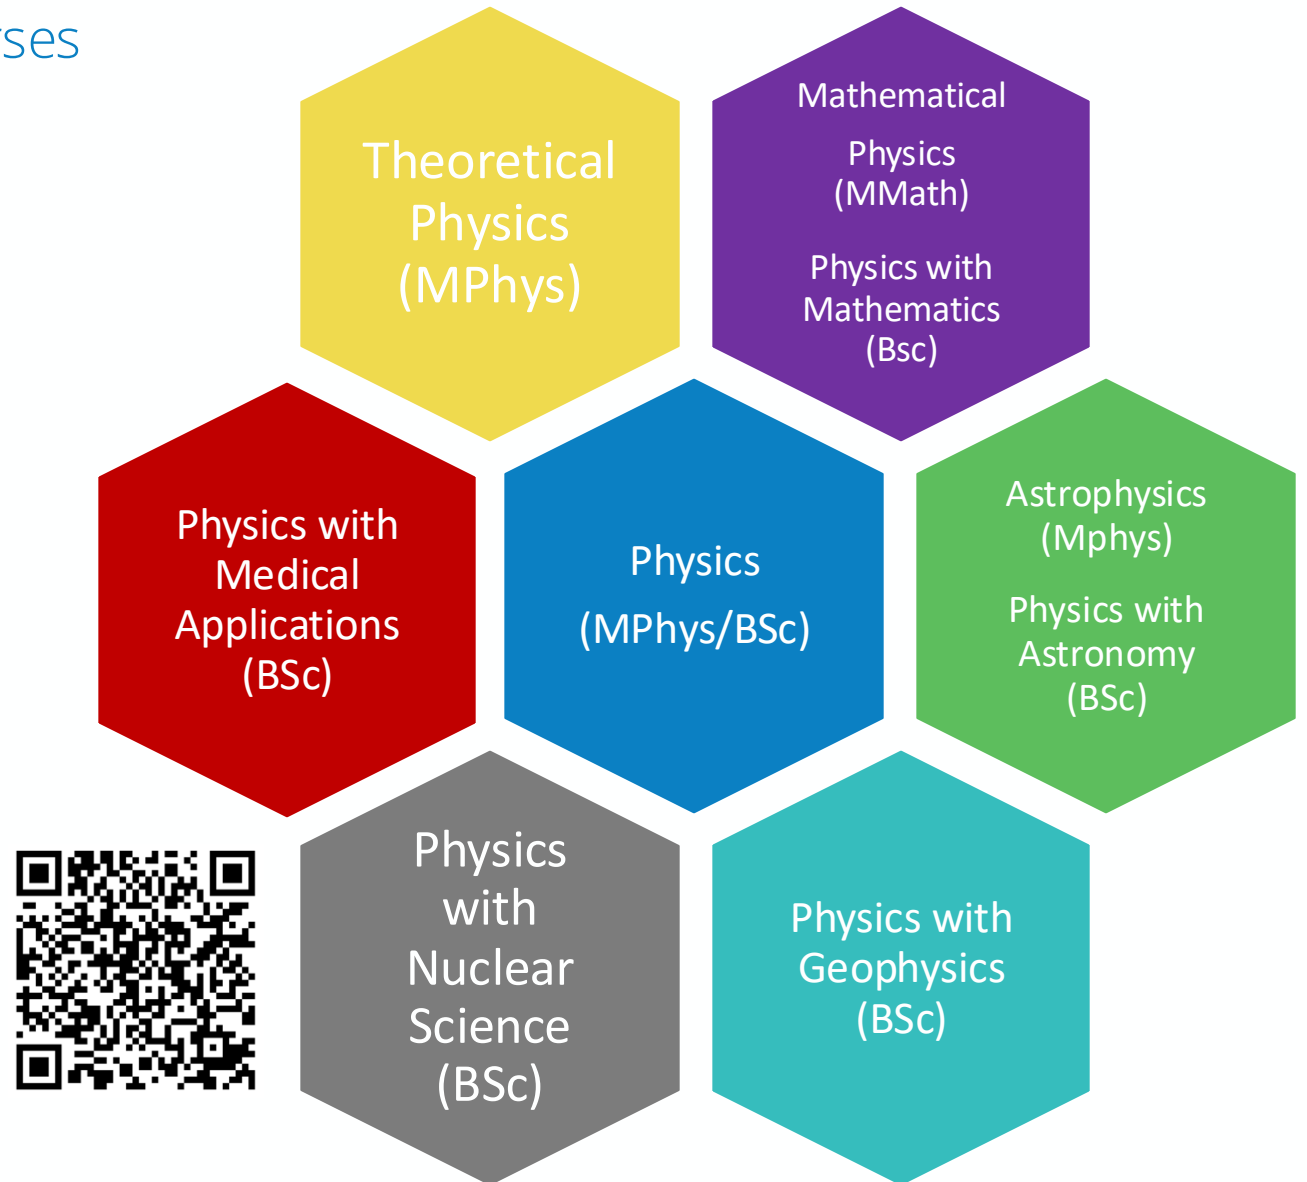 rses
Theoretical
Physics
(MPhys)
Mathematical
Physics
(MMath)
Physics with
Mathematics
(Bsc)
Physics with
Medical
Applications
(BSc)
Physics
(MPhys/BSc)
Astrophysics
(Mphys)
Physics with
Astronomy
(BSc)
Physics
with
Nuclear
Science
(BSc)
Physics with
Geophysics
(BSc)